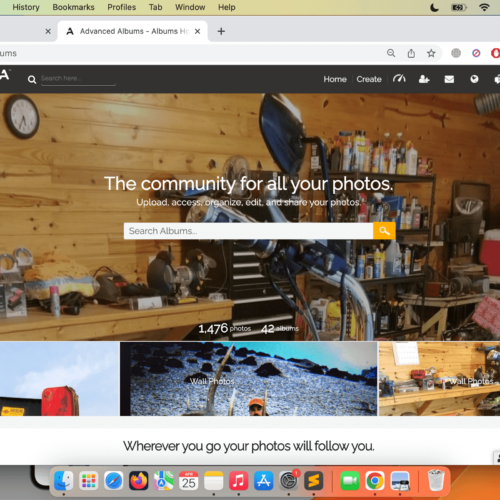 History Bookmarks Profiles Tab Window Help
Advanced Albums - Albums H
ums
A
Search here..
Home Create
The community for all your photos.
Upload, access, organize, edit, and share your photos.
Search Albums...
1,476 photos 42 albums
Wall Photos
Wall Photos
Wherever you go your photos will follow you.
25